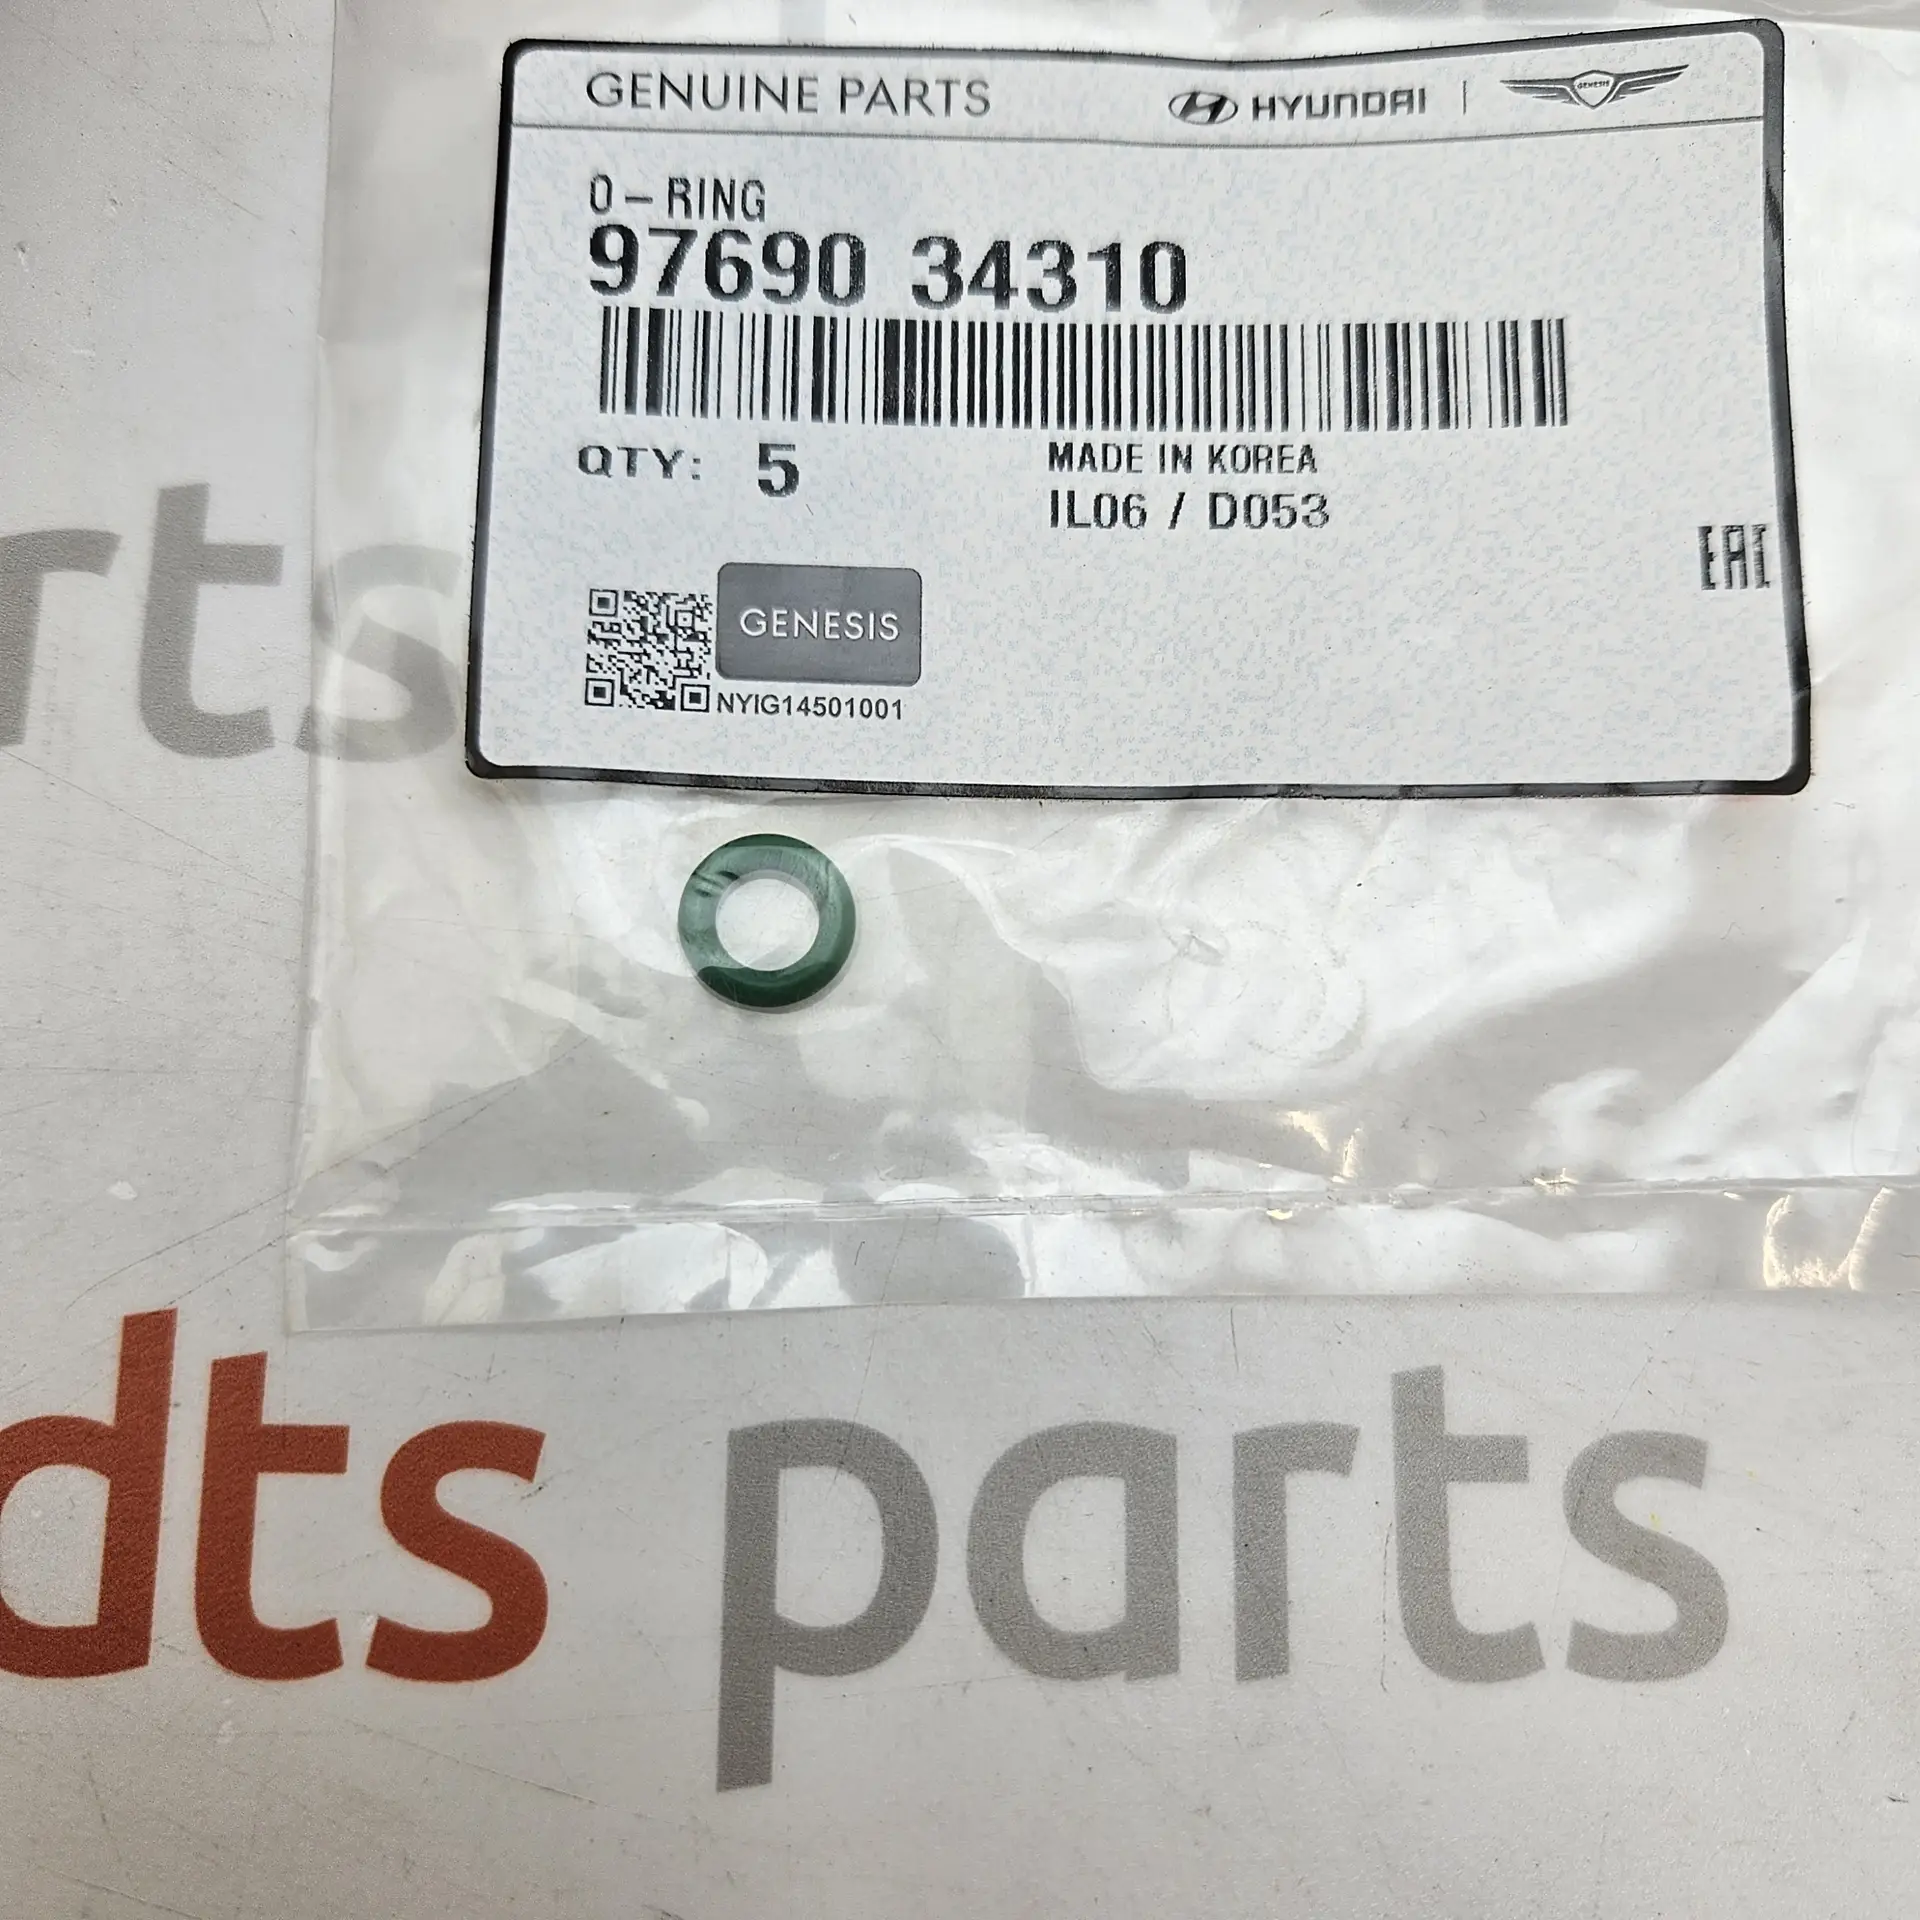 GENUINE PARTS HYUNDAI | GENESIS
O-RING
97690 34310
QTY: 5 MADE IN KOREA
IL06 / D053
EAC
GENESIS
NYIG14501001
rts
dts parts